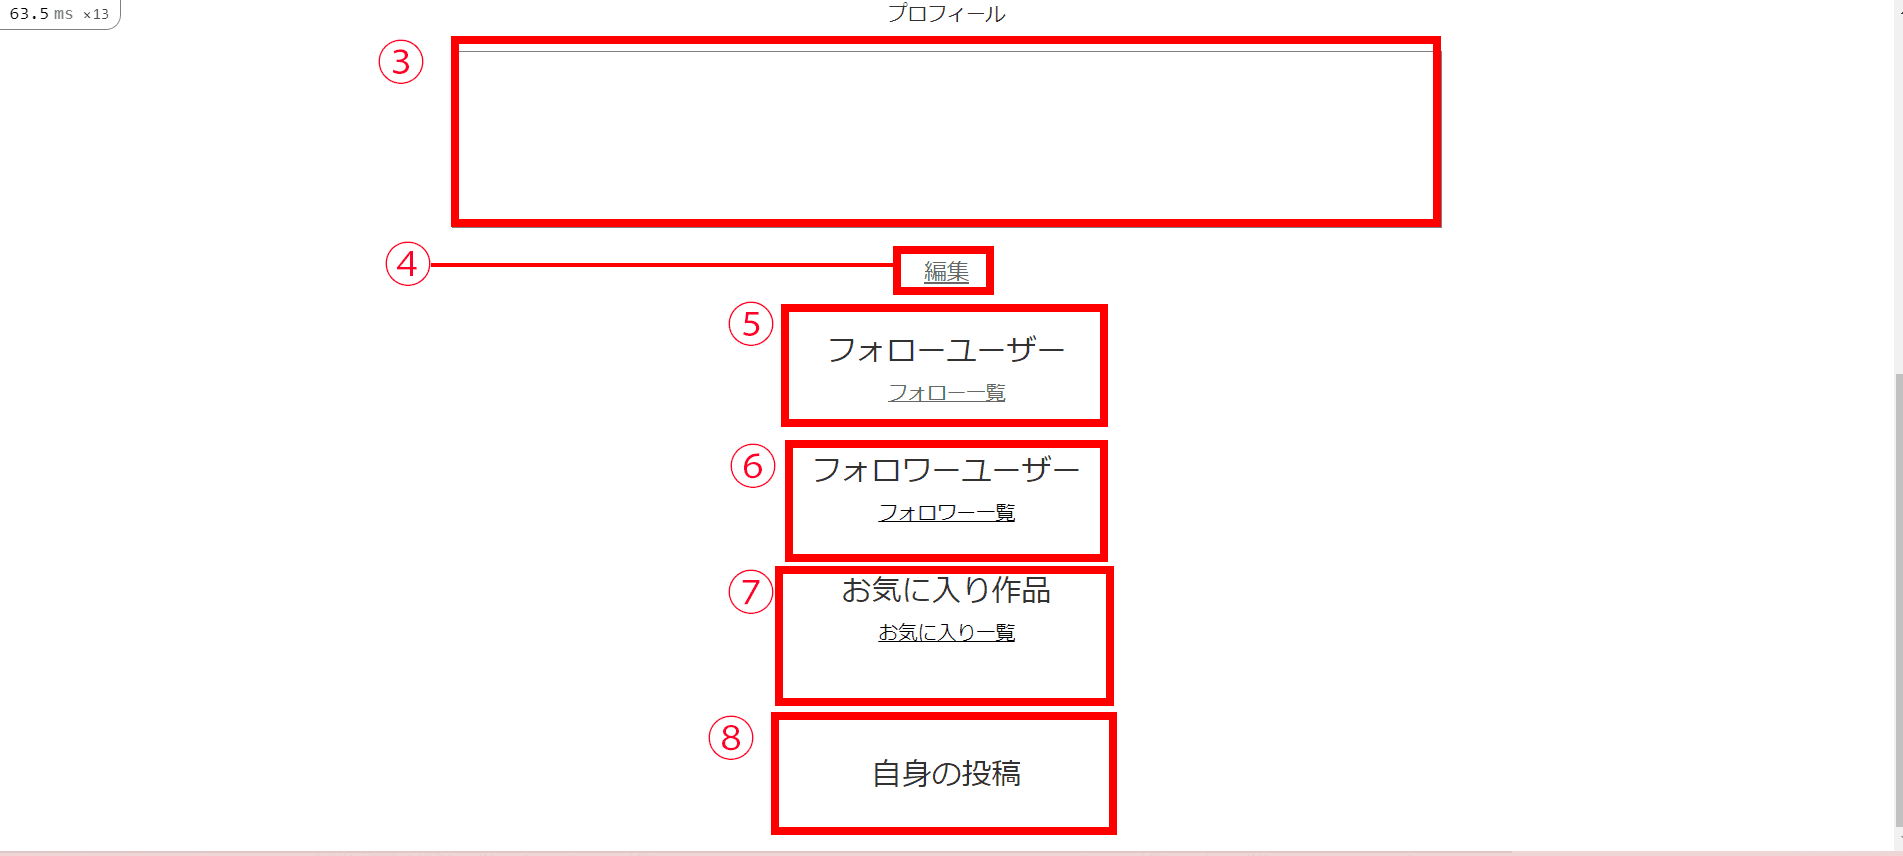 63.5 ms ×13
プロフィール
③
④
編集
⑤
フォローユーザー
フォロー一覧
⑥
フォロワーユーザー
フォロワー一覧
⑦
お気に入り作品
お気に入り一覧
⑧
自身の投稿